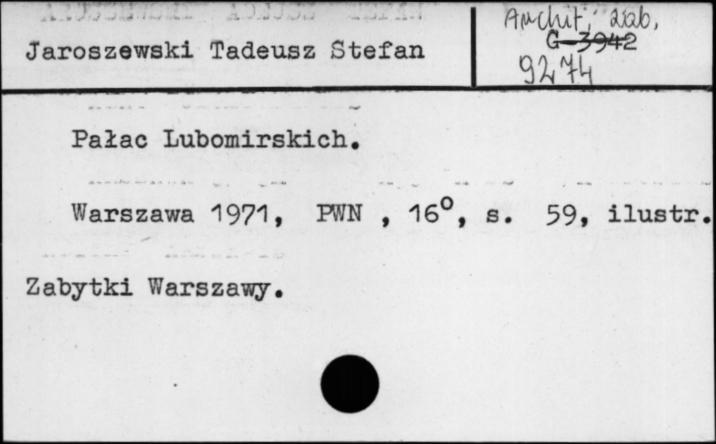 Archit. zab.
Jaroszewski Tadeusz Stefan
G-3942
9274
Pałac Lubomirskich.
Warszawa 1971, PWN , 16°, s. 59, ilustr.
Zabytki Warszawy.